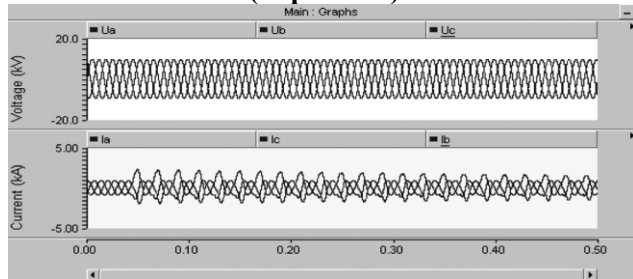 Main : Graphs
Ua Ub Uc
20.0
Voltage (kV)
-20.0
Ia Ic Ib
5.00
Current (kA)
-5.00
0.00 0.10 0.20 0.30 0.40 0.50